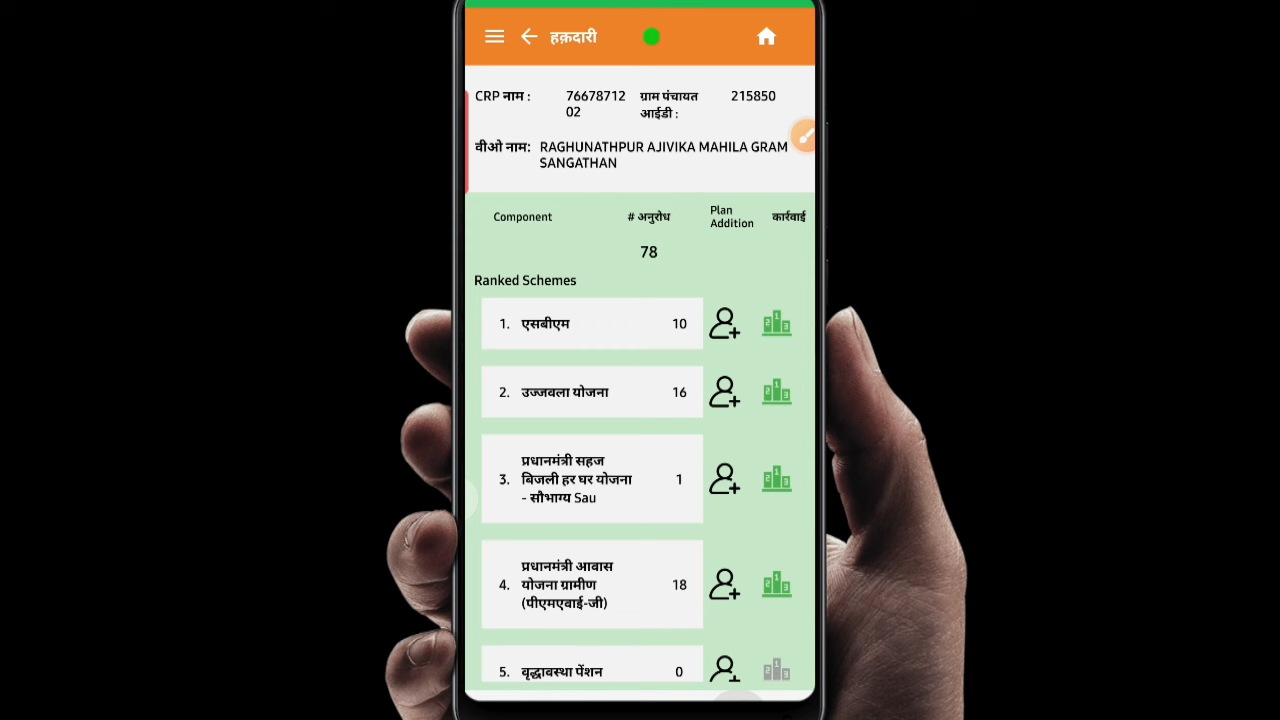 हक़दारी
CRP नाम : 76678712 ग्राम पंचायत 215850
02 आईडी :
वीओ नाम: RAGHUNATHPUR AJIVIKA MAHILA GRAM
SANGATHAN
Component # अनुरोध Plan Addition कार्रवाई
78
Ranked Schemes
1. एसबीएम 10
2. उज्जवला योजना 16
प्रधानमंत्री सहज
3. बिजली हर घर योजना 1
- सौभाग्य Sau
प्रधानमंत्री आवास
4. योजना ग्रामीण 18
(पीएमएवाई-जी)
5. वृद्धावस्था पेंशन 0